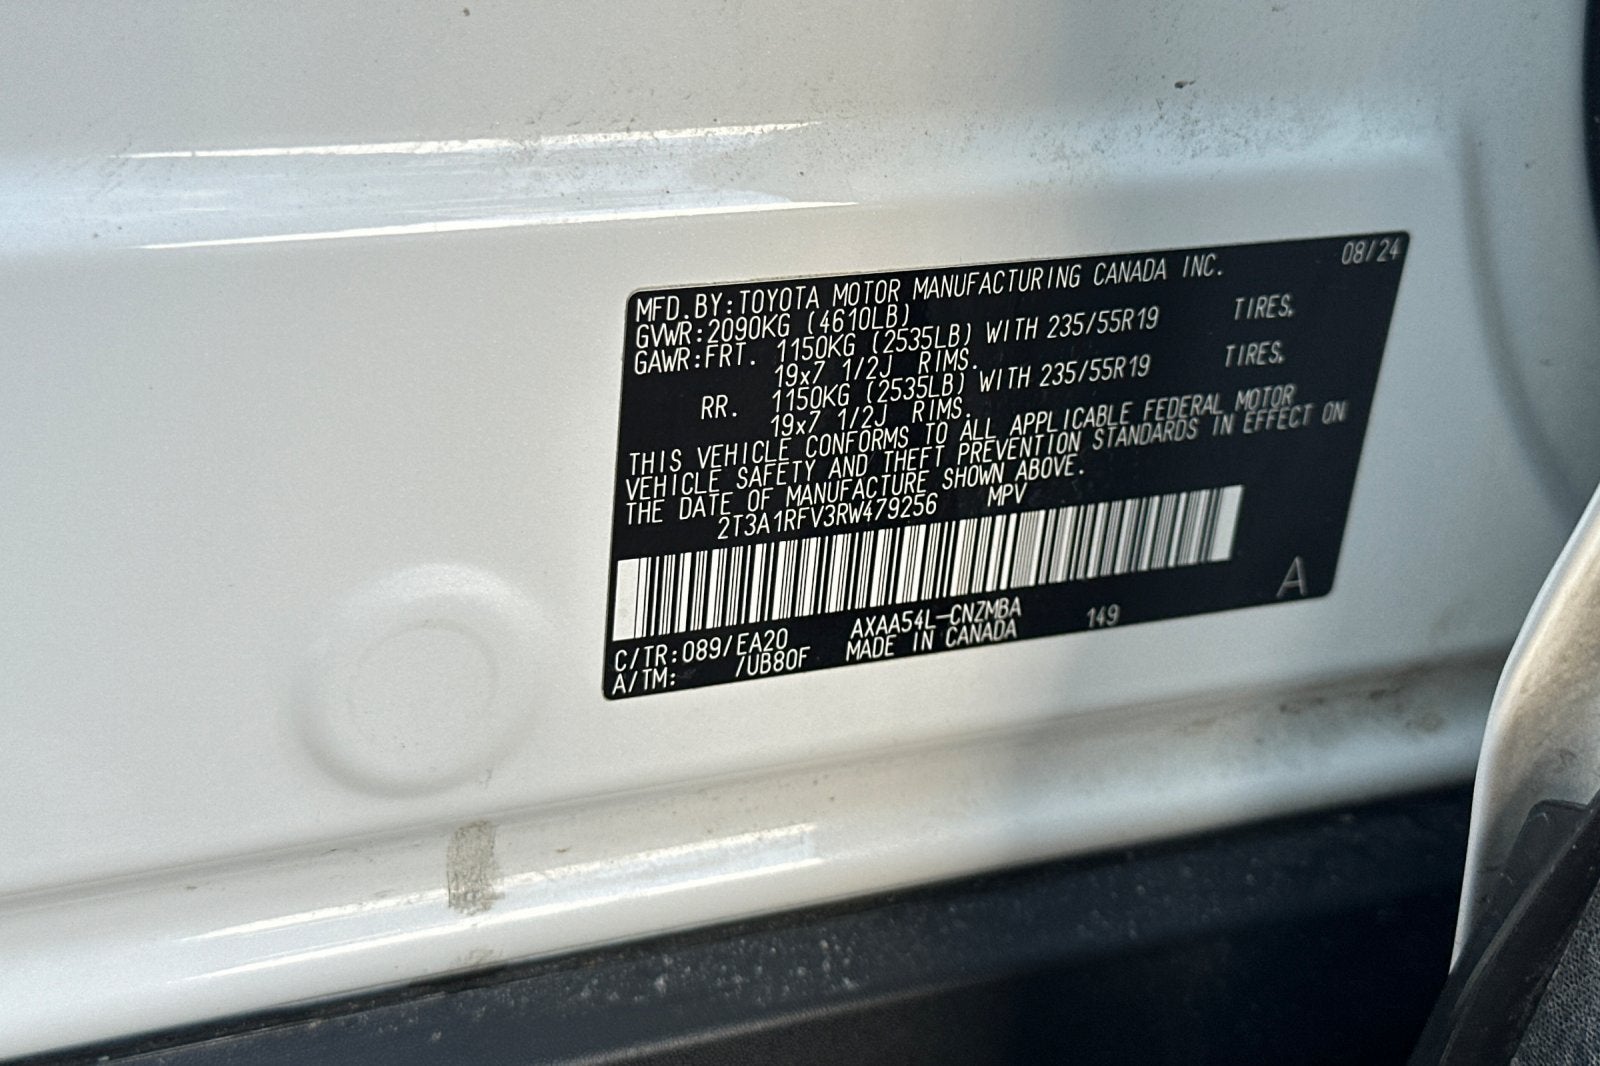 08/24
MFD.BY:TOYOTA MOTOR MANUFACTURING CANADA INC.
GVWR:2090KG (4610LB)
GAWR:FRT. 1150KG (2535LB) WITH 235/55R19 TIRES,
19x7 1/2J RIMS.
RR. 1150KG (2535LB) WITH 235/55R19 TIRES,
19x7 1/2J RIMS.
THIS VEHICLE CONFORMS TO ALL APPLICABLE FEDERAL MOTOR
VEHICLE SAFETY AND THEFT PREVENTION STANDARDS IN EFFECT ON
THE DATE OF MANUFACTURE SHOWN ABOVE.
2T3A1RFV3RW479256 MPV
C/TR:089/EA20 AXAA54L-CNZMBA 149 A
A/TM: /UB80F MADE IN CANADA